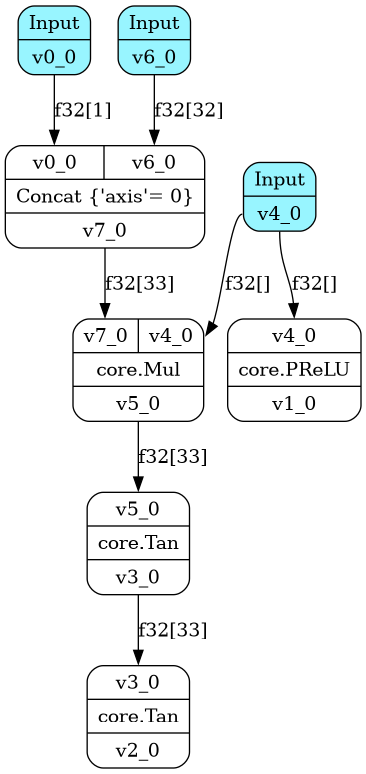 Input
v0_0
Input
v6_0
f32[1]
f32[32]
v0_0
v6_0
Concat {'axis'= 0}
v7_0
Input
v4_0
f32[33]
f32[]
f32[]
v7_0
v4_0
core.Mul
v5_0
v4_0
core.PReLU
v1_0
f32[33]
v5_0
core.Tan
v3_0
f32[33]
v3_0
core.Tan
v2_0